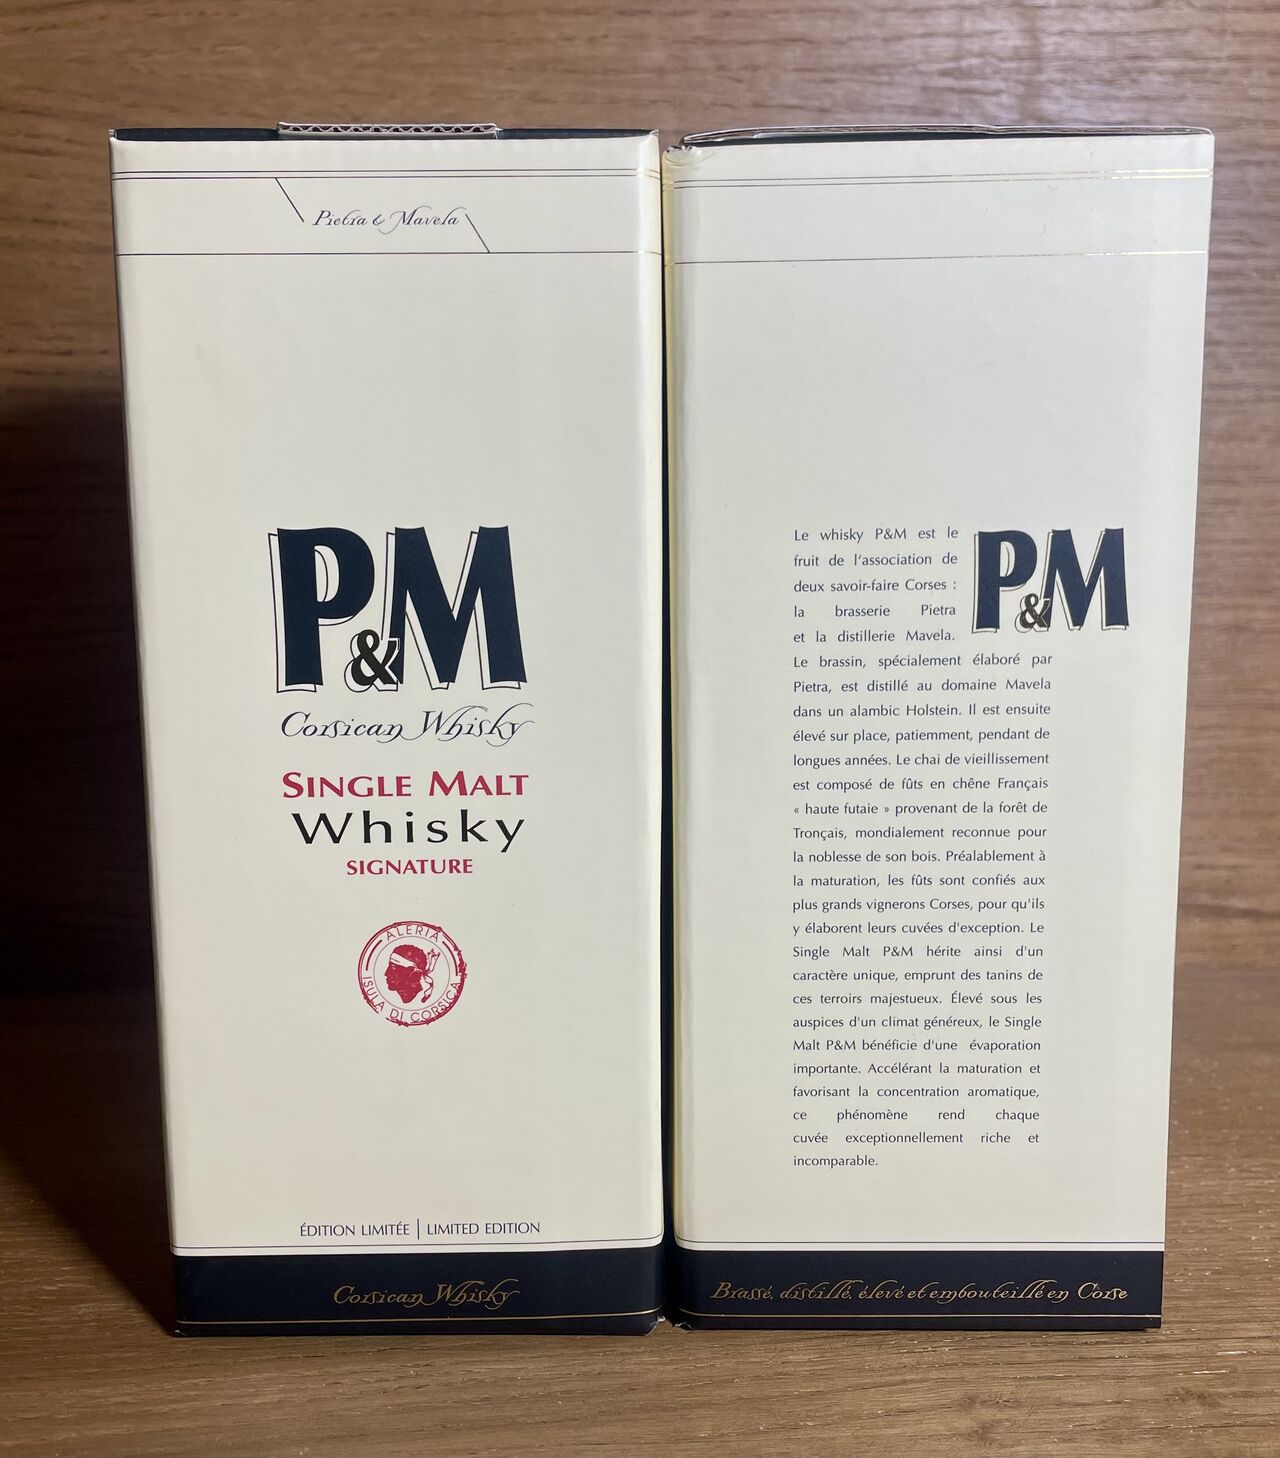 Pietra & Mavela
P&M
Corsican Whisky
SINGLE MALT
Whisky
SIGNATURE
ALERIA
ISULA DI CORSICA
ÉDITION LIMITÉE | LIMITED EDITION
Corsican Whisky
P&M
Le whisky P&M est le
fruit de l'association de
deux savoir-faire Corses :
la brasserie Pietra
et la distillerie Mavela.
Le brassin, spécialement élaboré par
Pietra, est distillé au domaine Mavela
dans un alambic Holstein. Il est ensuite
élevé sur place, patiemment, pendant de
longues années. Le chai de vieillissement
est composé de fûts en chêne Français
« haute futaie » provenant de la forêt de
Tronçais, mondialement reconnue pour
la noblesse de son bois. Préalablement à
la maturation, les fûts sont confiés aux
plus grands vignerons Corses, pour qu'ils
y élaborent leurs cuvées d'exception. Le
Single Malt P&M hérite ainsi d'un
caractère unique, emprunt des tanins de
ces terroirs majestueux. Élevé sous les
auspices d'un climat généreux, le Single
Malt P&M bénéficie d'une évaporation
importante. Accélérant la maturation et
favorisant la concentration aromatique,
ce phénomène rend chaque
cuvée exceptionnellement riche et
incomparable.
Brassé, distillé, élevé et embouteillé en Corse